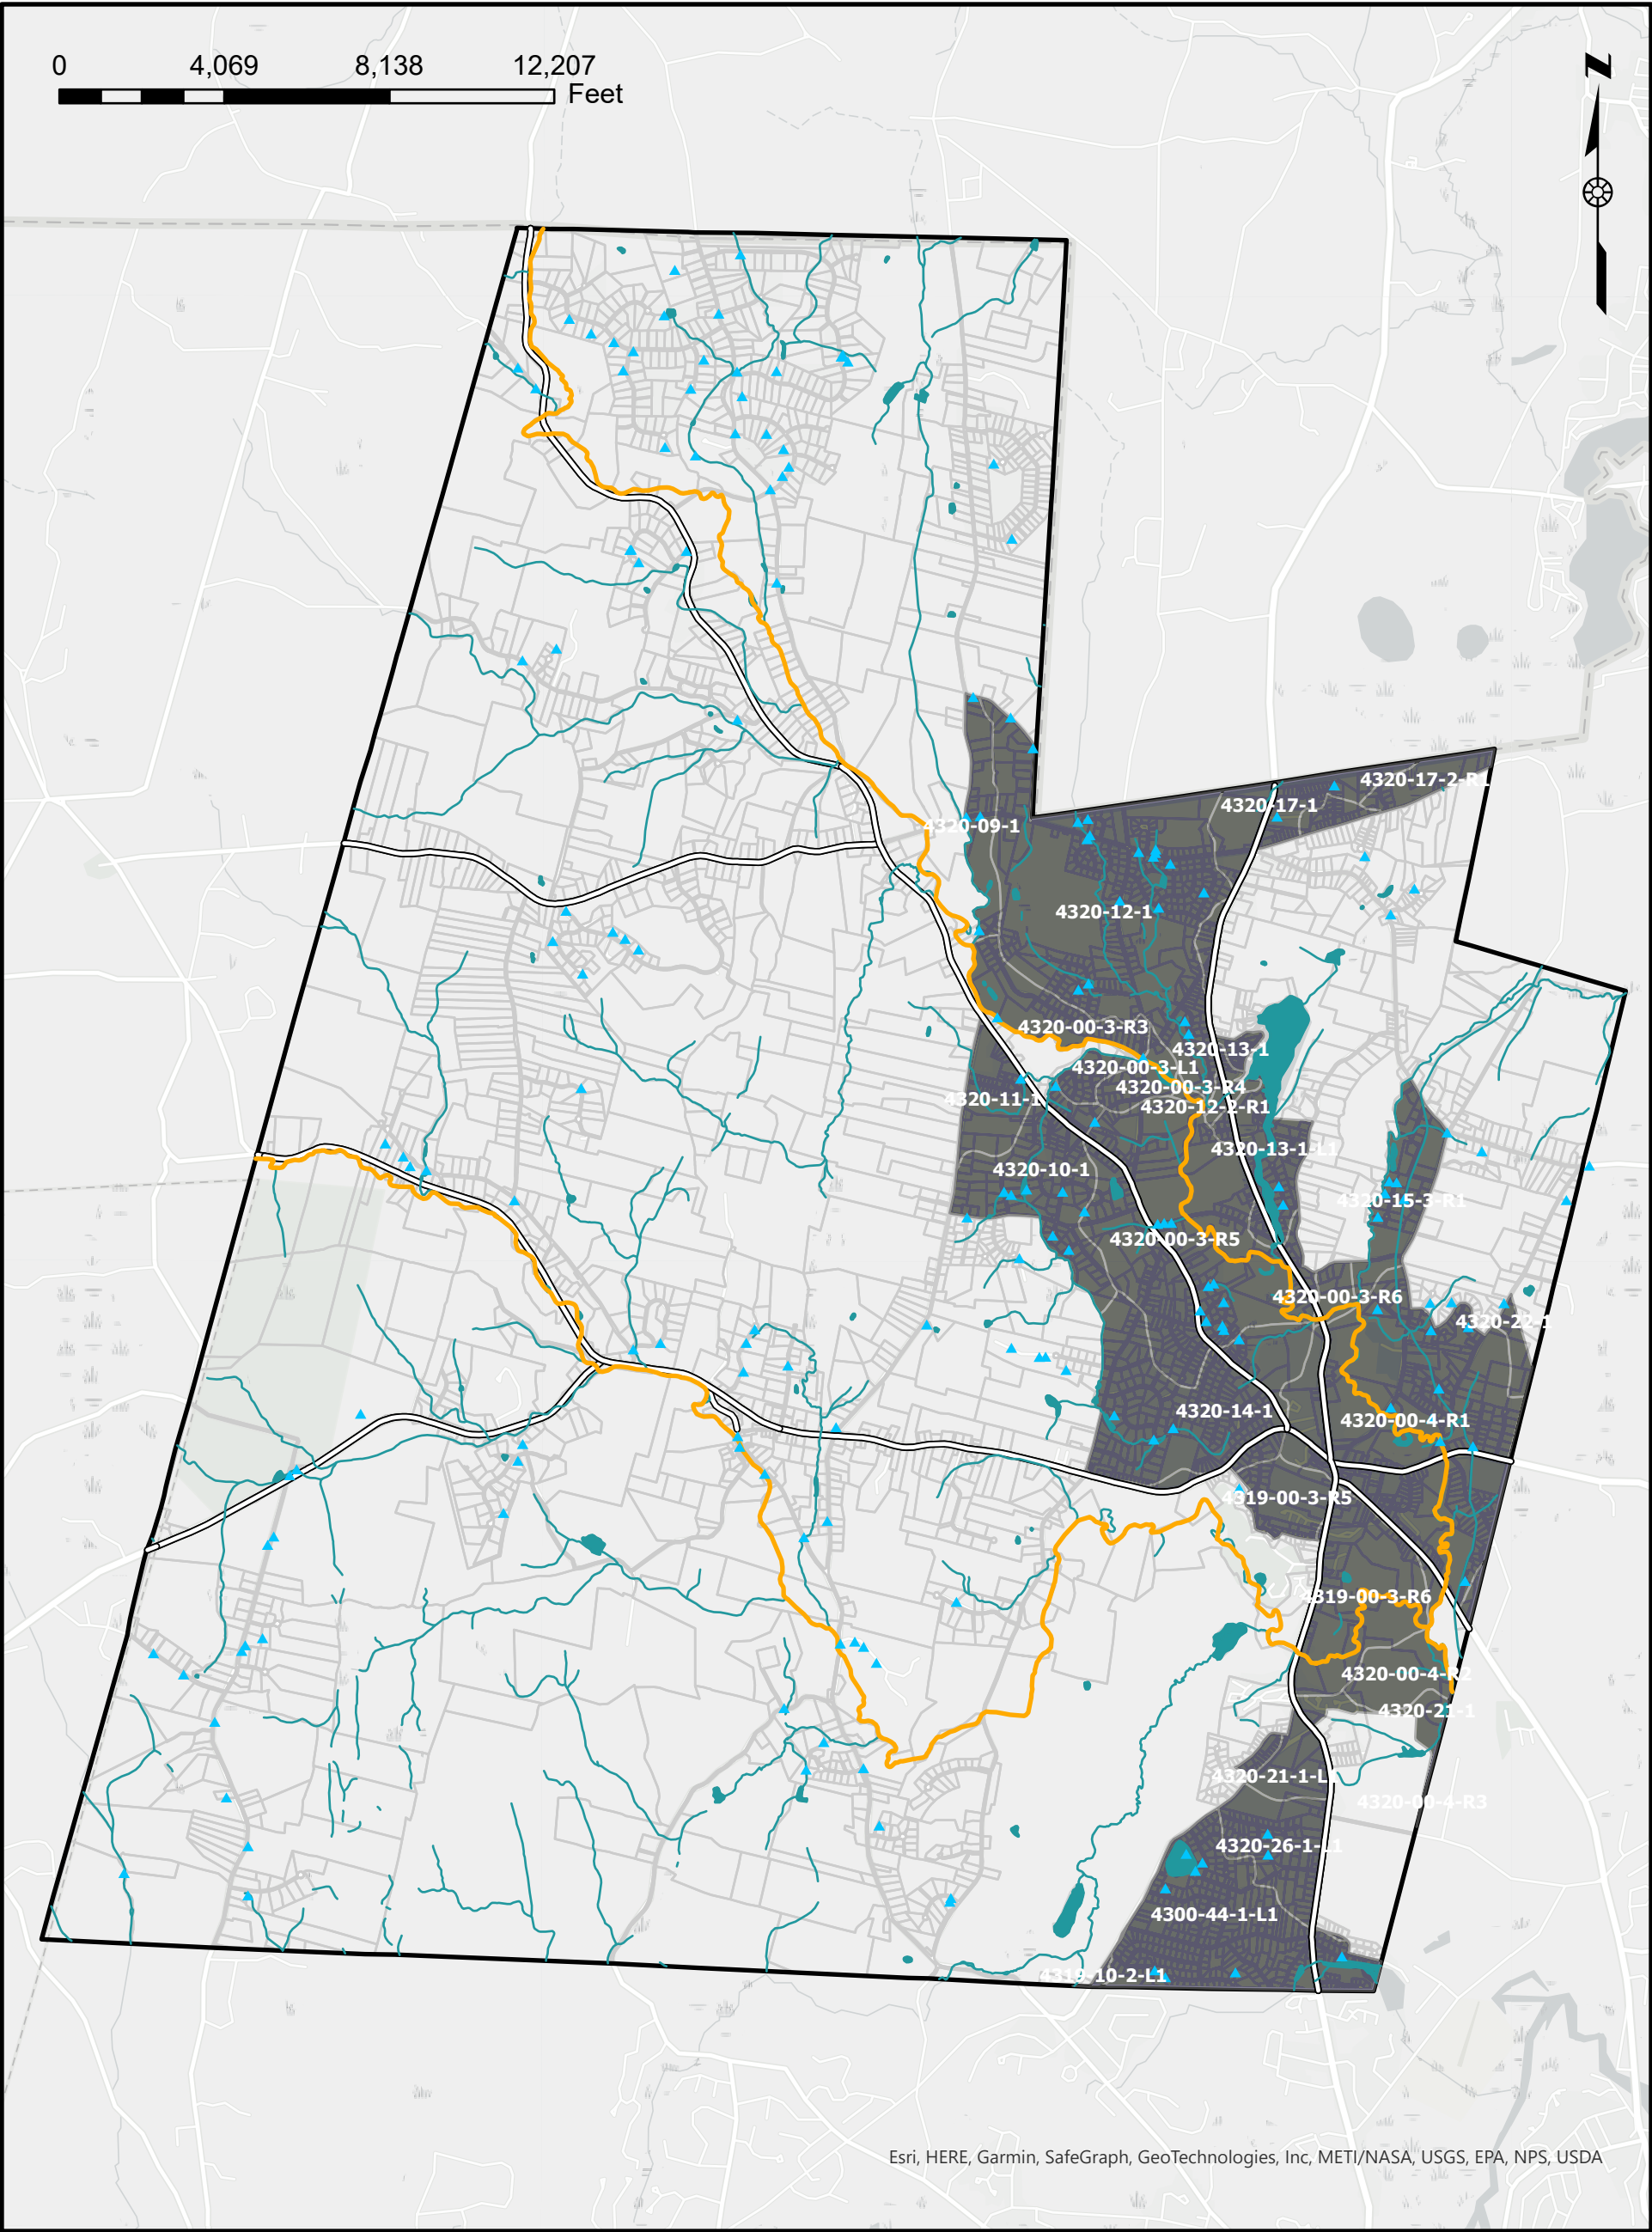 0 4,069 8,138 12,207
Feet
N
4320-17-2-R1
4320-17-1
4320-09-1
4320-12-1
4320-00-3-R3
4320-13-1
4320-00-3-L1
4320-00-3-R4
4320-11-1
4320-12-2-R1
4320-13-1-L1
4320-10-1
4320-15-3-R1
4320-00-3-R5
4320-00-3-R6
4320-22-1
4320-14-1
4320-00-4-R1
4319-00-3-R5
4319-00-3-R6
4320-00-4-R2
4320-21-1
4320-21-1-L
4320-00-4-R3
4320-26-1-L1
4300-44-1-L1
4319-10-2-L1
Esri, HERE, Garmin, SafeGraph, GeoTechnologies, Inc, METI/NASA, USGS, EPA, NPS, USDA